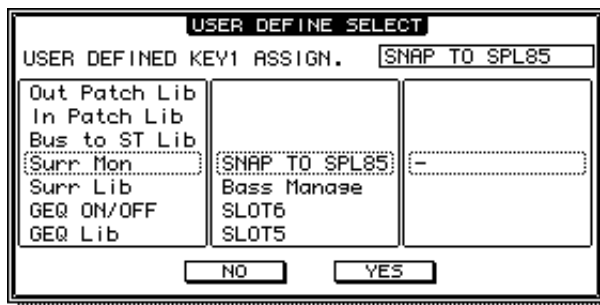 USER DEFINE SELECT
USER DEFINED KEY1 ASSIGN. SNAP TO SPL85
Out Patch Lib
In Patch Lib
Bus to ST Lib
Surr Mon SNAP TO SPL85 -
Surr Lib Bass Manage
GEQ ON/OFF SLOT6
GEQ Lib SLOT5
NO YES